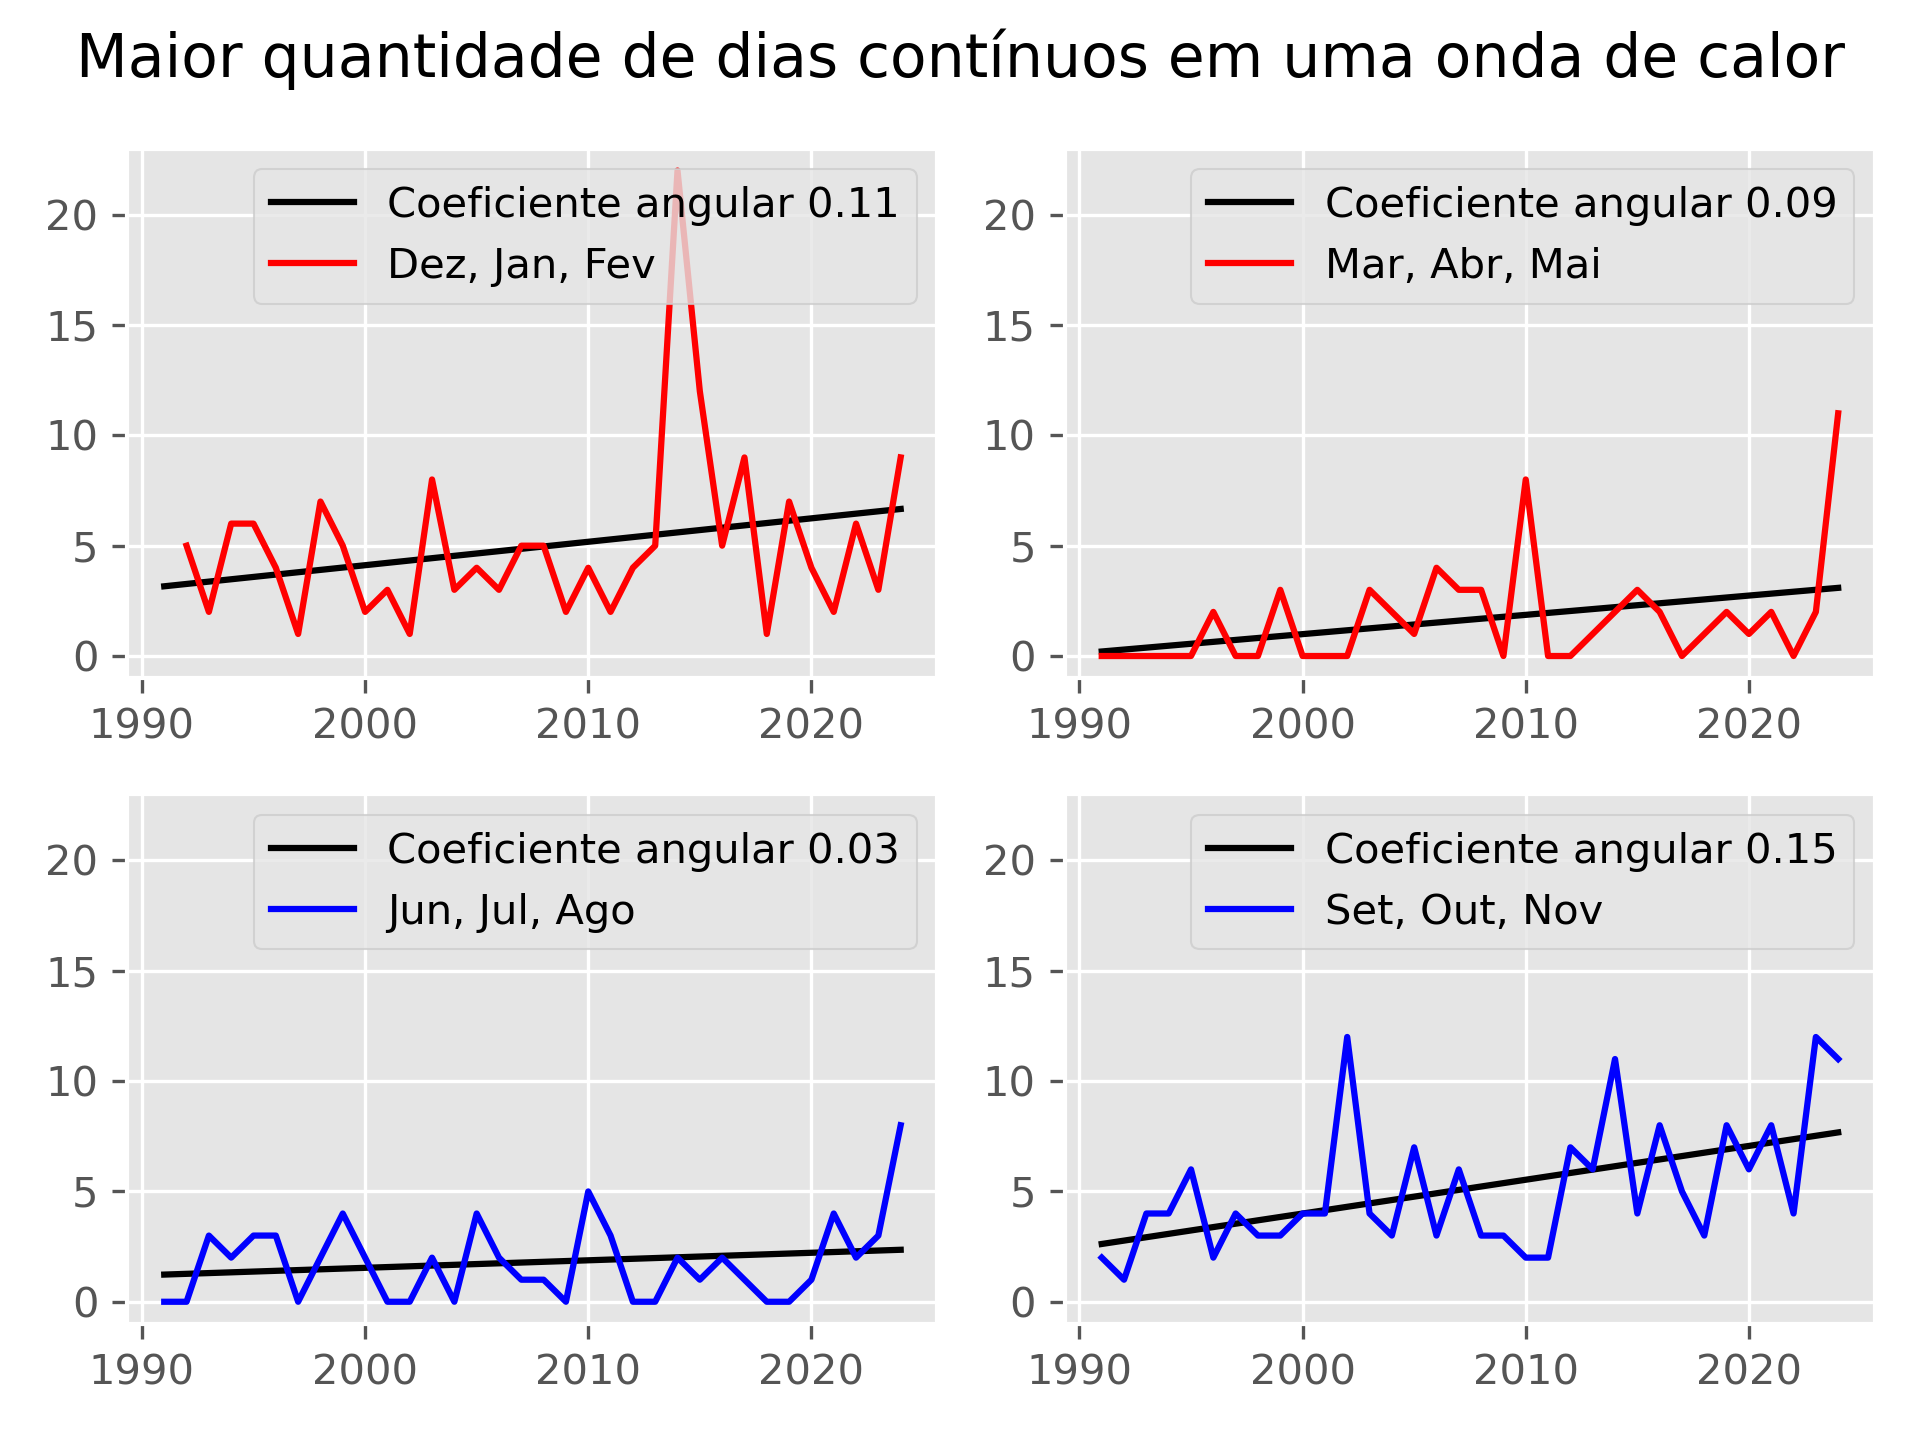 Maior quantidade de dias contínuos em uma onda de calor
Coeficiente angular 0.11
Dez, Jan, Fev
20
15
10
5
0
1990 2000 2010 2020
Coeficiente angular 0.09
Mar, Abr, Mai
20
15
10
5
0
1990 2000 2010 2020
Coeficiente angular 0.03
Jun, Jul, Ago
20
15
10
5
0
1990 2000 2010 2020
Coeficiente angular 0.15
Set, Out, Nov
20
15
10
5
0
1990 2000 2010 2020